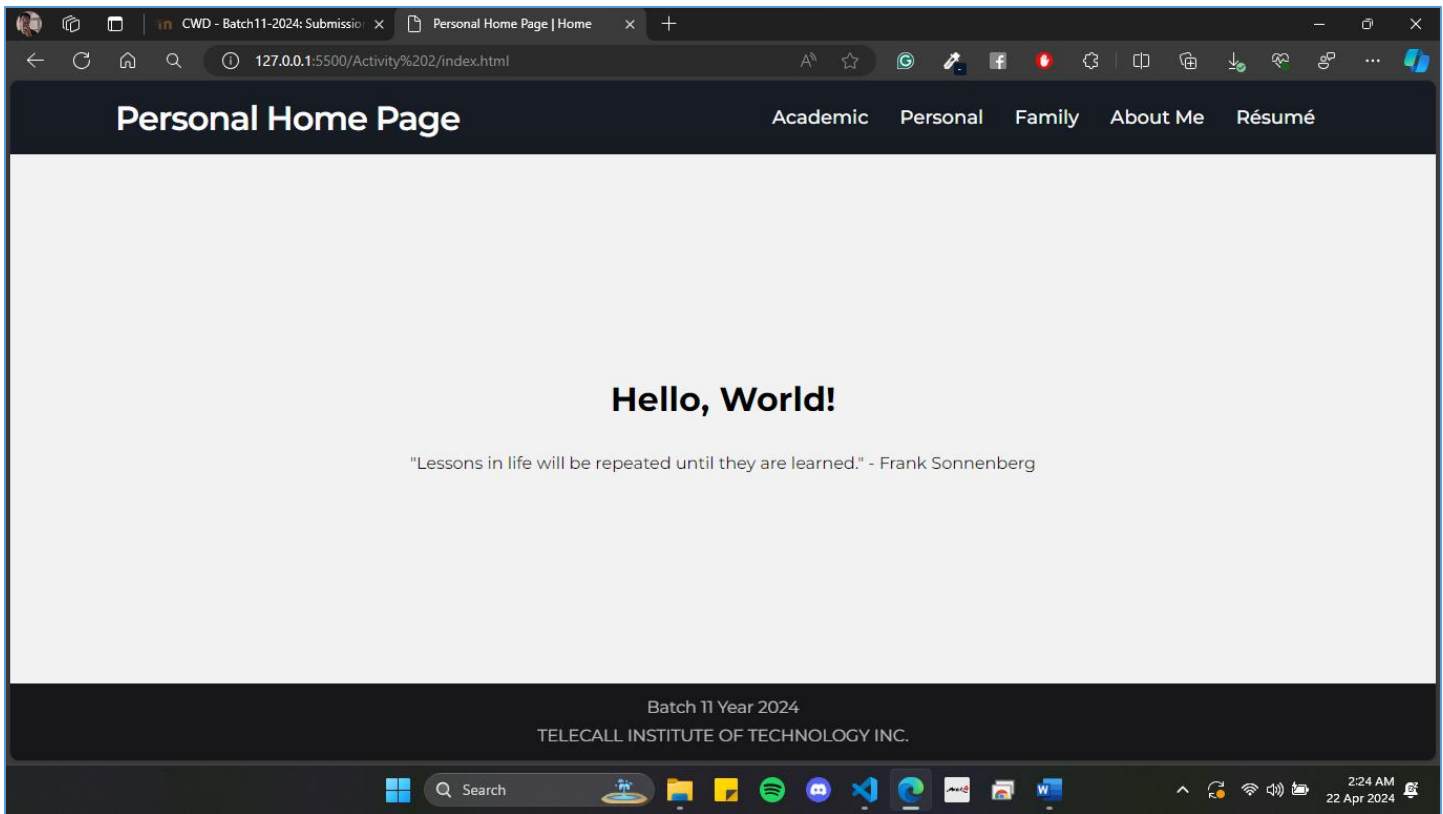 CWD - Batch11-2024: Submissio
Personal Home Page | Home
127.0.0.1:5500/Activity%202/index.html
Personal Home Page
Academic Personal Family About Me Résumé
Hello, World!
"Lessons in life will be repeated until they are learned." - Frank Sonnenberg
Batch 11 Year 2024
TELECALL INSTITUTE OF TECHNOLOGY INC.
Search
2:24 AM
22 Apr 2024